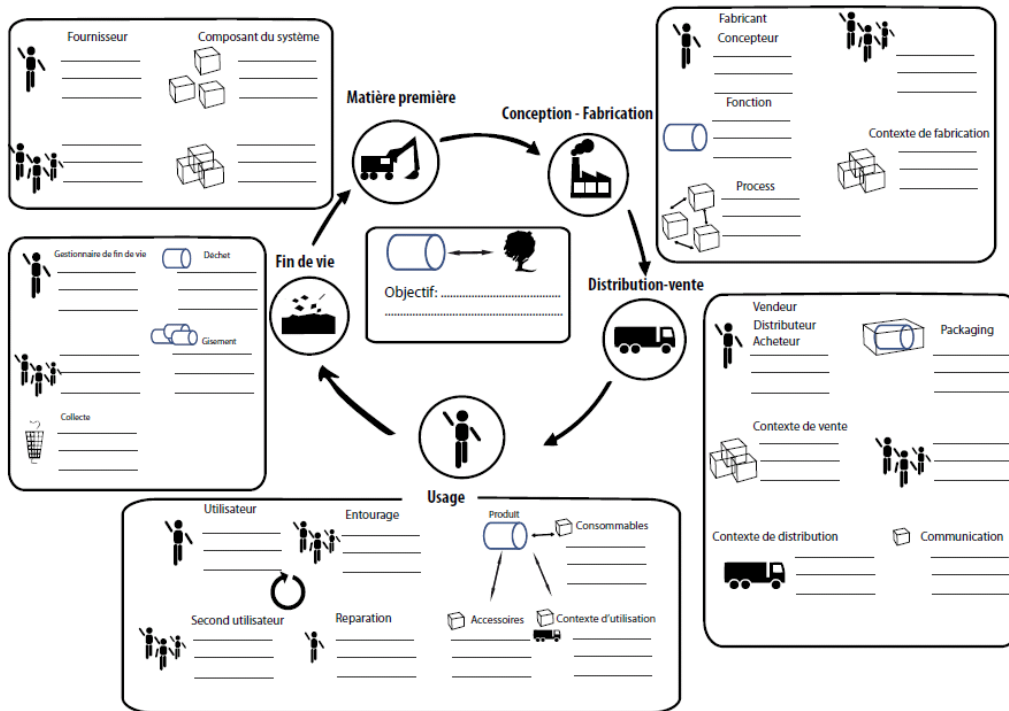 Fournisseur
Composant du système
Matière première
Conception - Fabrication
Fabricant
Concepteur
Fonction
Contexte de fabrication
Process
Gestionnaire de fin de vie
Déchet
Gisement
Collecte
Fin de vie
Objectif: ......................................
........................................................
Distribution-vente
Vendeur
Distributeur
Acheteur
Packaging
Contexte de vente
Contexte de distribution
Communication
Usage
Utilisateur
Entourage
Produit
Consommables
Second utilisateur
Reparation
Accessoires
Contexte d'utilisation